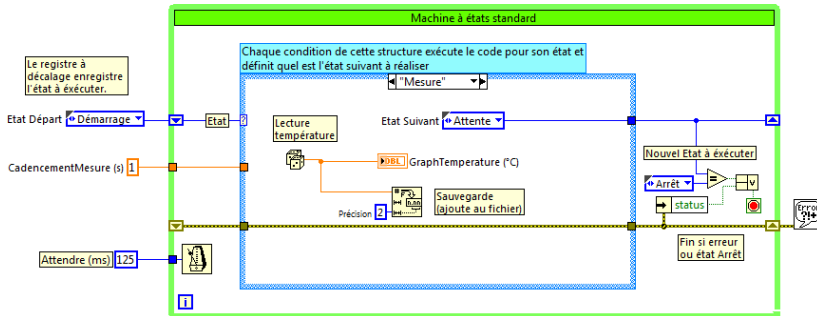 Machine à états standard
Chaque condition de cette structure exécute le code pour son état et
définit quel est l'état suivant à réaliser
Le registre à
décalage enregistre
l'état à éxécuter.
"Mesure"
Etat Départ
Démarrage
Etat
?
Lecture
température
Etat Suivant
Attente
Nouvel Etat à éxécuter
CadencementMesure (s)
1
DBL
GraphTemperature (°C)
Arrêt
=
v
Précision
2
Sauvegarde
(ajoute au fichier)
status
Fin si erreur
ou état Arrêt
Attendre (ms)
125
i